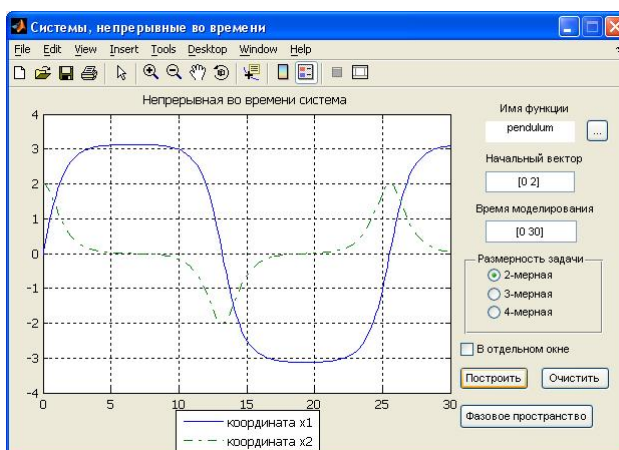 Системы, непрерывные во времени
File Edit View Insert Tools Desktop Window Help
Непрерывная во времени система
4
3
2
1
0
-1
-2
-3
-4
0 5 10 15 20 25 30
координата x1
координата x2
Имя функции
pendulum
...
Начальный вектор
[0 2]
Время моделирования
[0 30]
Размерность задачи
2-мерная
3-мерная
4-мерная
В отдельном окне
Построить Очистить
Фазовое пространство